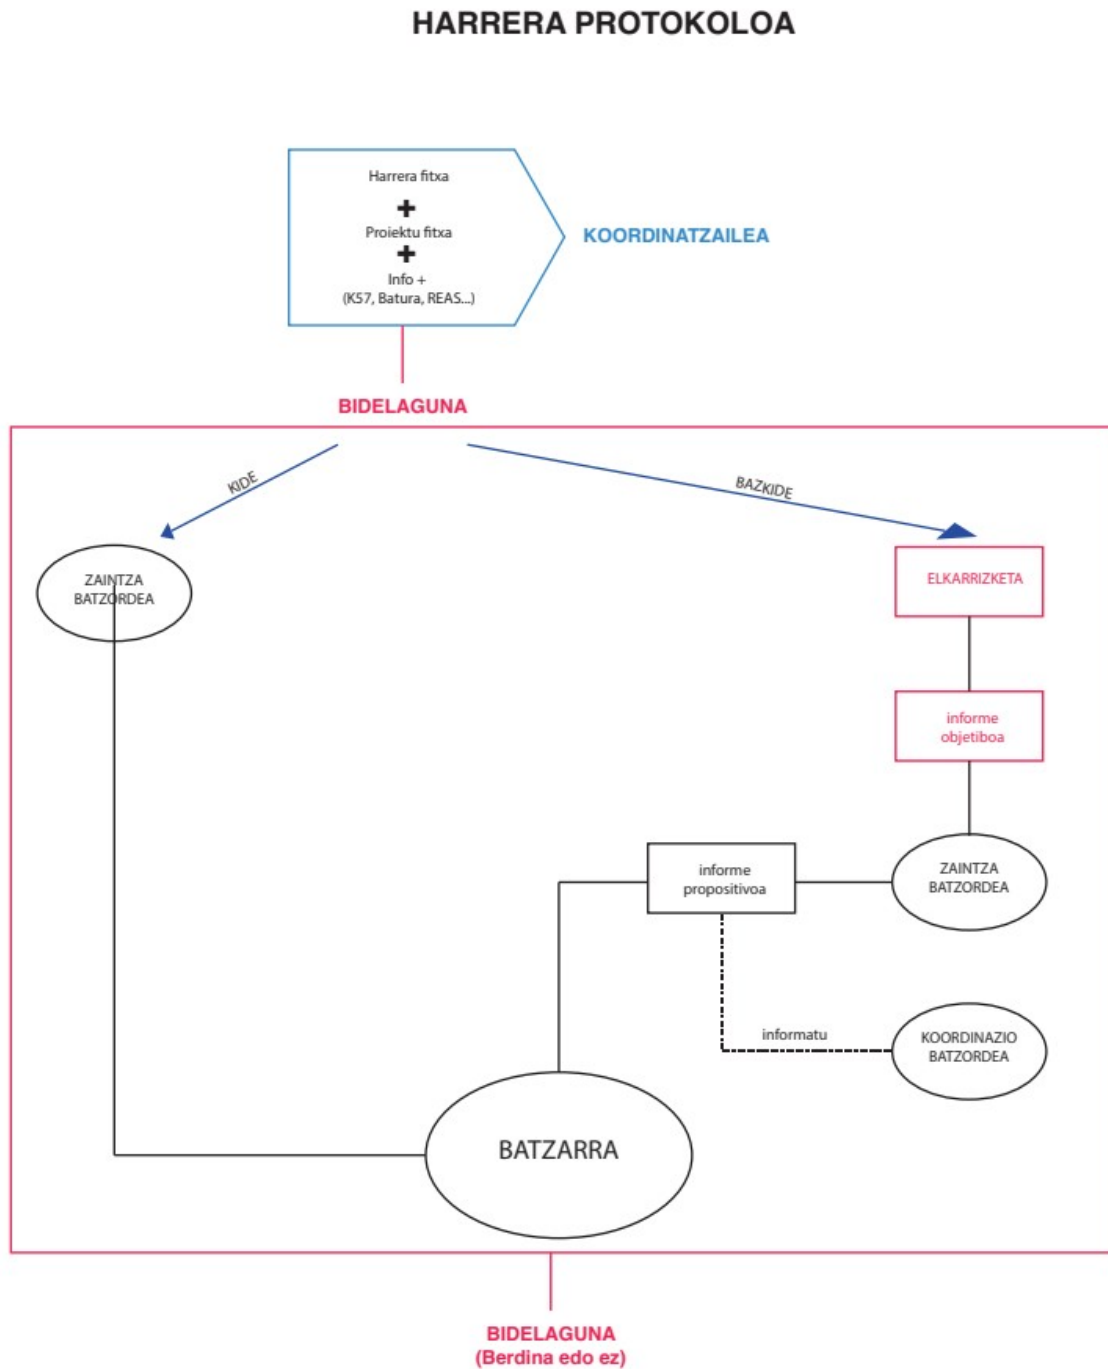 HARRERA PROTOKOLOA
Harrera fitxa
+
Proiektu fitxa
+
Info +
(K57, Batura, REAS...)
KOORDINATZAILEA
BIDELAGUNA
KIDE
BAZKIDE
ZAINTZA
BATZORDEA
ELKARRIZKETA
informe
objetiboa
informe
propositivoa
ZAINTZA
BATZORDEA
informatu
KOORDINAZIO
BATZORDEA
BATZARRA
BIDELAGUNA
(Berdina edo ez)